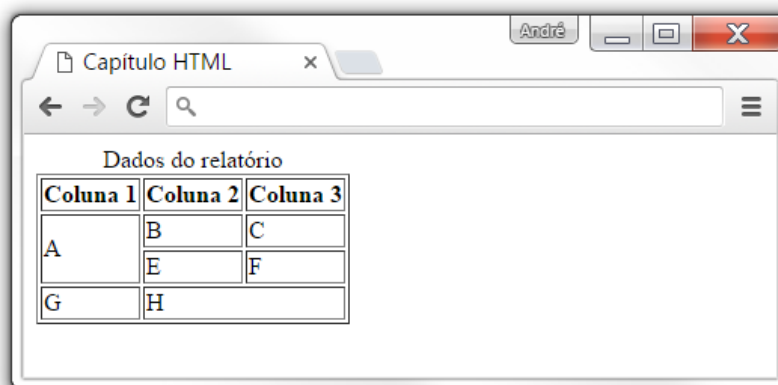 André
Capítulo HTML
Dados do relatório
Coluna 1 Coluna 2 Coluna 3
A B C
E F
G H